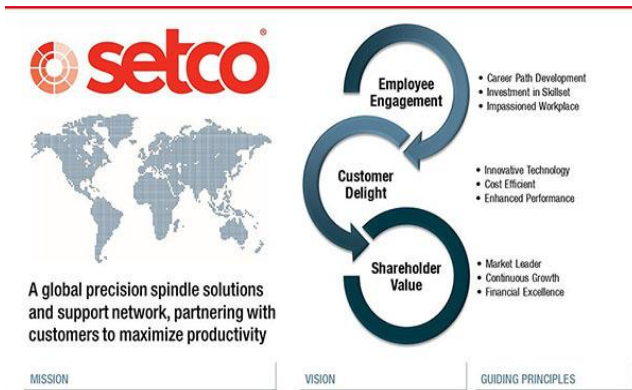 setco®
A global precision spindle solutions
and support network, partnering with
customers to maximize productivity
MISSION
Employee
Engagement
Customer
Delight
Shareholder
Value
VISION
• Career Path Development
• Investment in Skillset
• Impassioned Workplace
• Innovative Technology
• Cost Efficient
• Enhanced Performance
• Market Leader
• Continuous Growth
• Financial Excellence
GUIDING PRINCIPLES